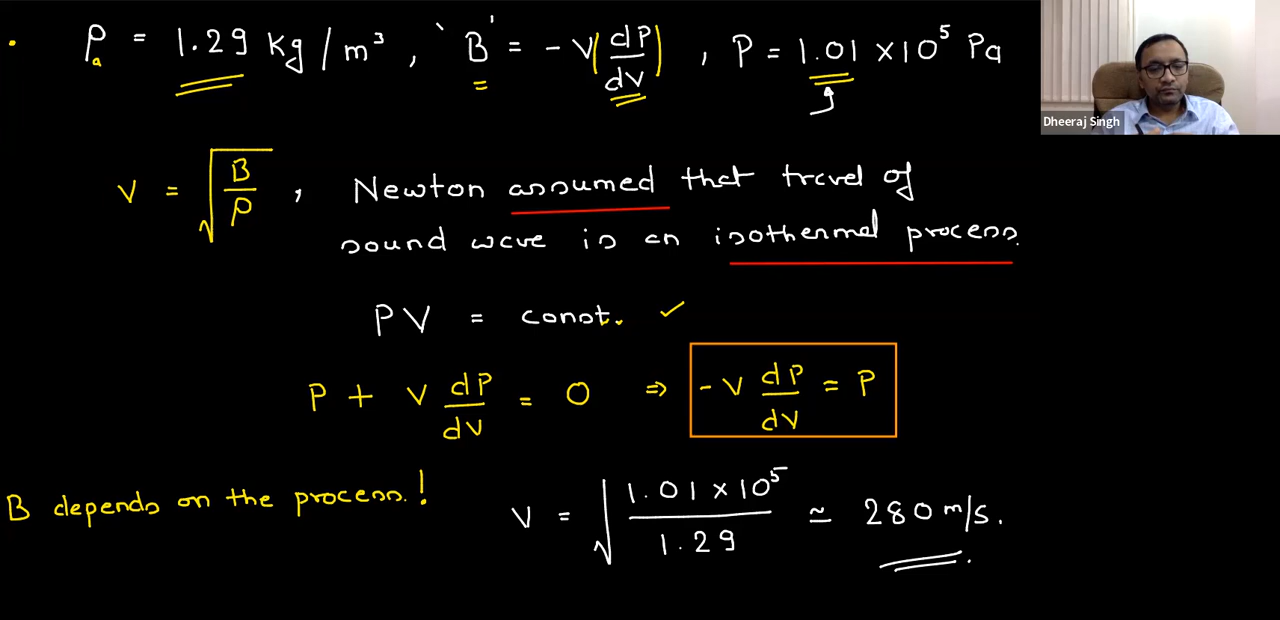 • ρₐ = 1.29 kg/m³, 'B' = - V(dP/dV), P = 1.01 × 10⁵ Pa
Dheeraj Singh
V = √(B/ρ), Newton assumed that travel of
sound wave is an isothermal process.
PV = const. ✓
P + V dP/dV = 0 ⇒ - V dP/dV = P
B depends on the process!
V = √(1.01 × 10⁵ / 1.29) ≃ 280 m/s.